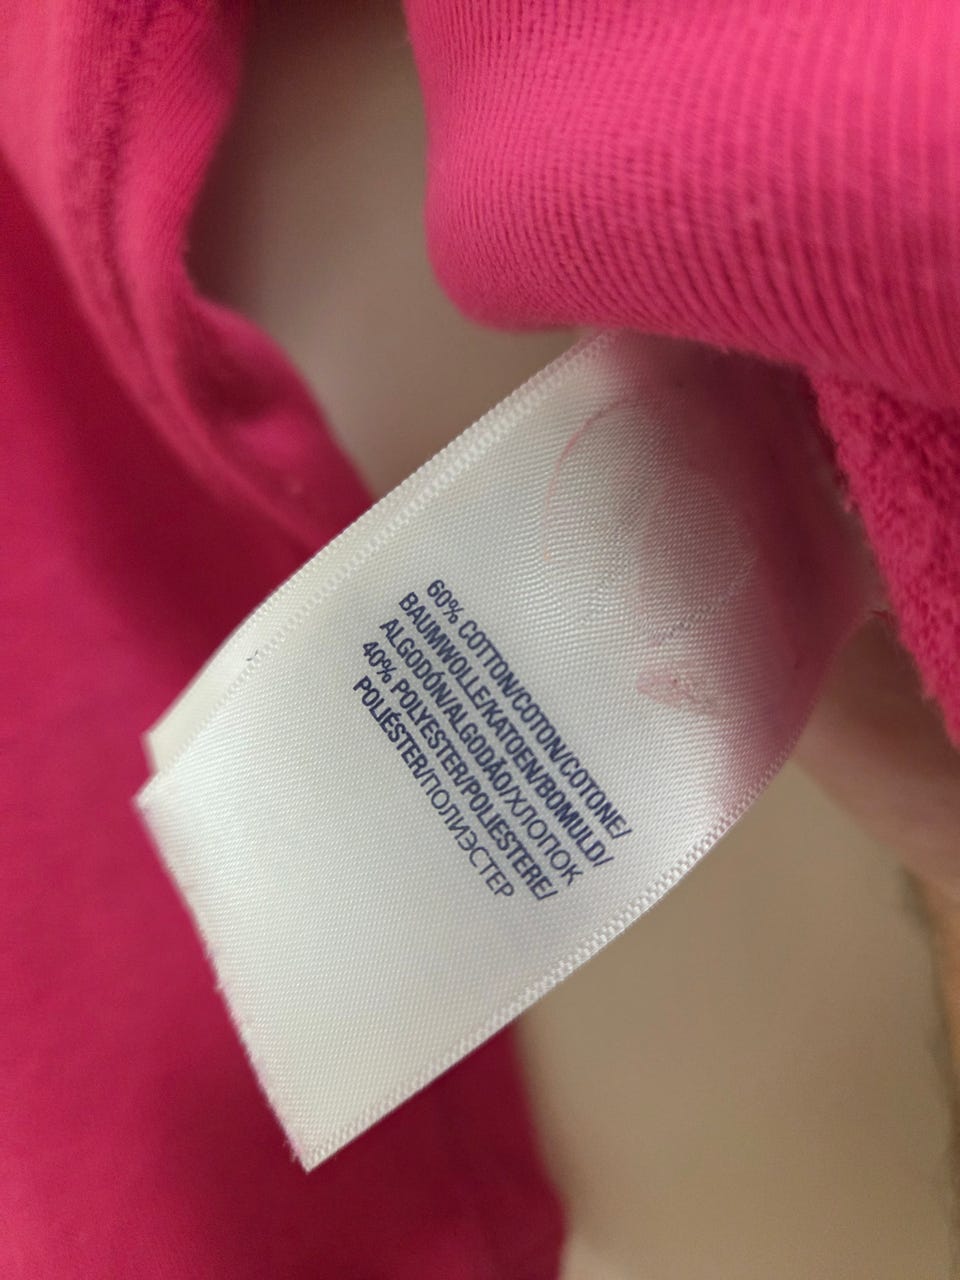 60% COTTON/COTON/COTONE/
BAUMWOLLE/KATOEN/BOMULD/
ALGODÓN/ALGODÃO/ХЛОПОК
40% POLYESTER/POLIESTERE/
POLIÉSTER/ПОЛИЭСТЕР